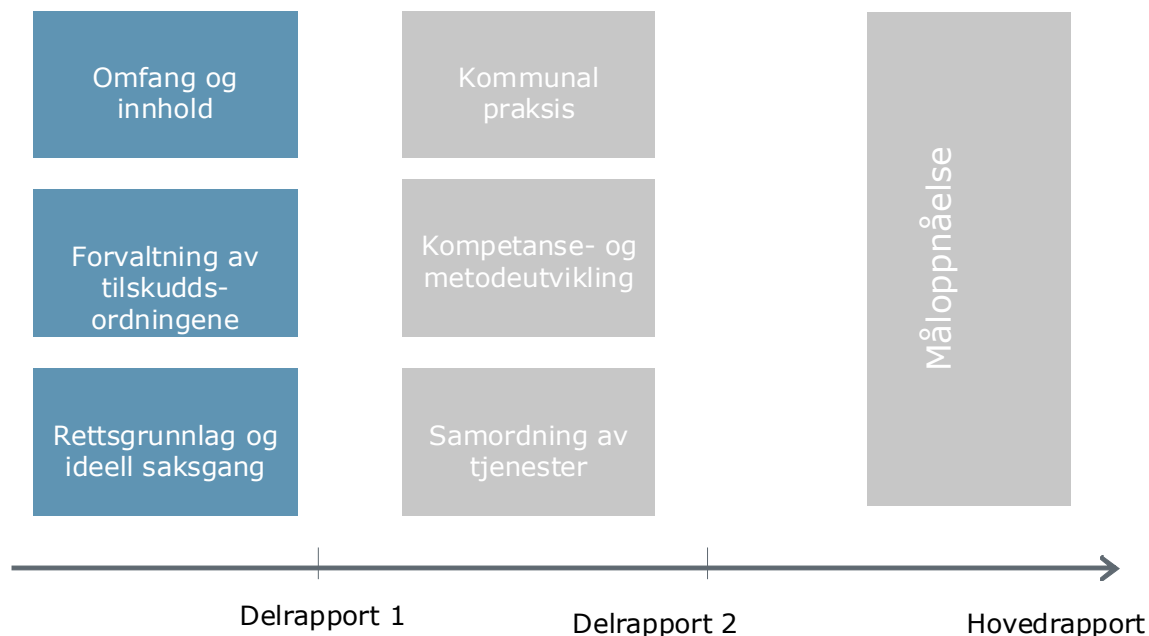 Omfang og
innhold
Forvaltning av
tilskudds-
ordningene
Rettsgrunnlag og
ideell saksgang
Kommunal
praksis
Kompetanse- og
metodeutvikling
Samordning av
tjenester
Måloppnåelse
Delrapport 1
Delrapport 2
Hovedrapport